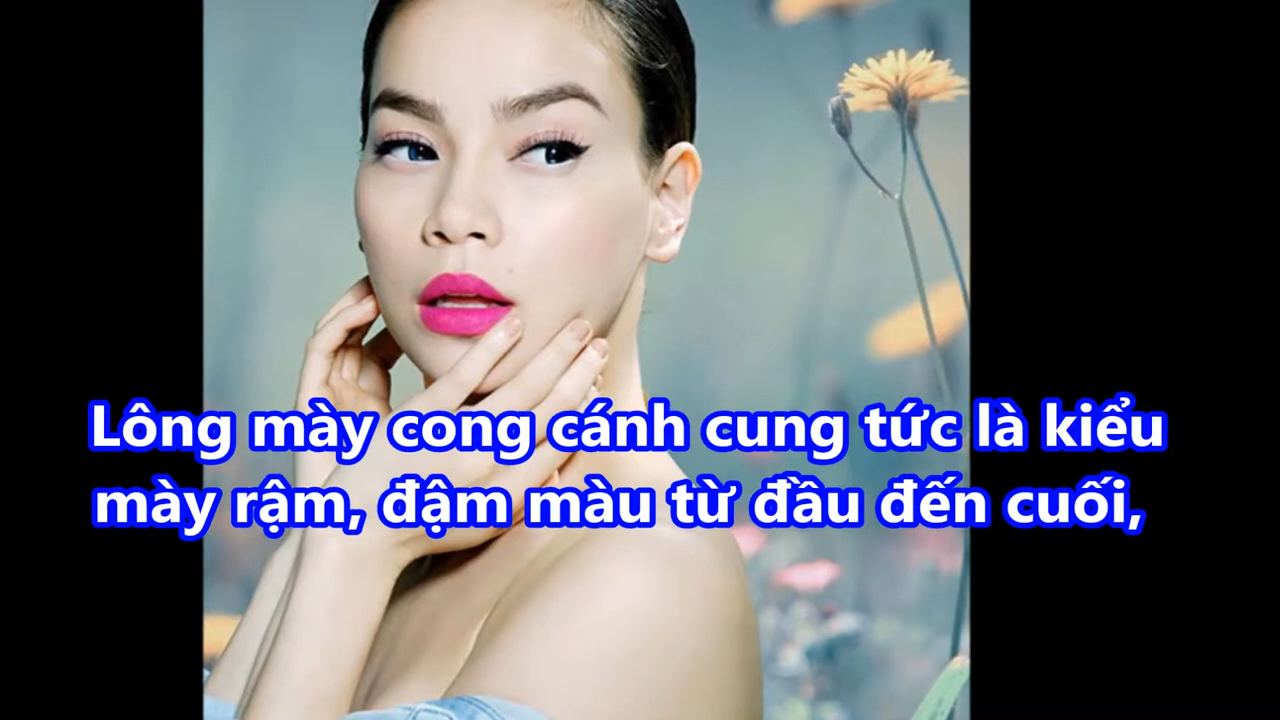 Lông mày cong cánh cung tức là kiểu
mày rậm, đậm màu từ đầu đến cuối,